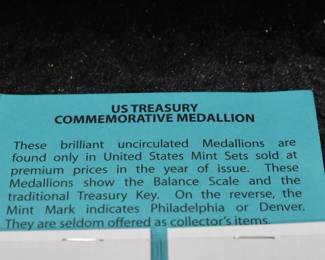 US TREASURY
COMMEMORATIVE MEDALLION
These brilliant uncirculated Medallions are
found only in United States Mint Sets sold at
premium prices in the year of issue. These
Medallions show the Balance Scale and the
traditional Treasury Key. On the reverse, the
Mint Mark indicates Philadelphia or Denver.
They are seldom offered as collector's items.